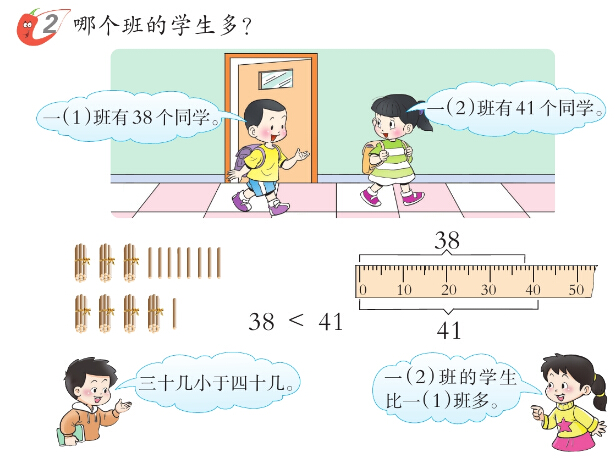 2 哪个班的学生多?
一(1)班有38个同学。
一(2)班有41个同学。
38
0 10 20 30 40 50
38 < 41
41
三十几小于四十几。
一(2)班的学生
比一(1)班多。